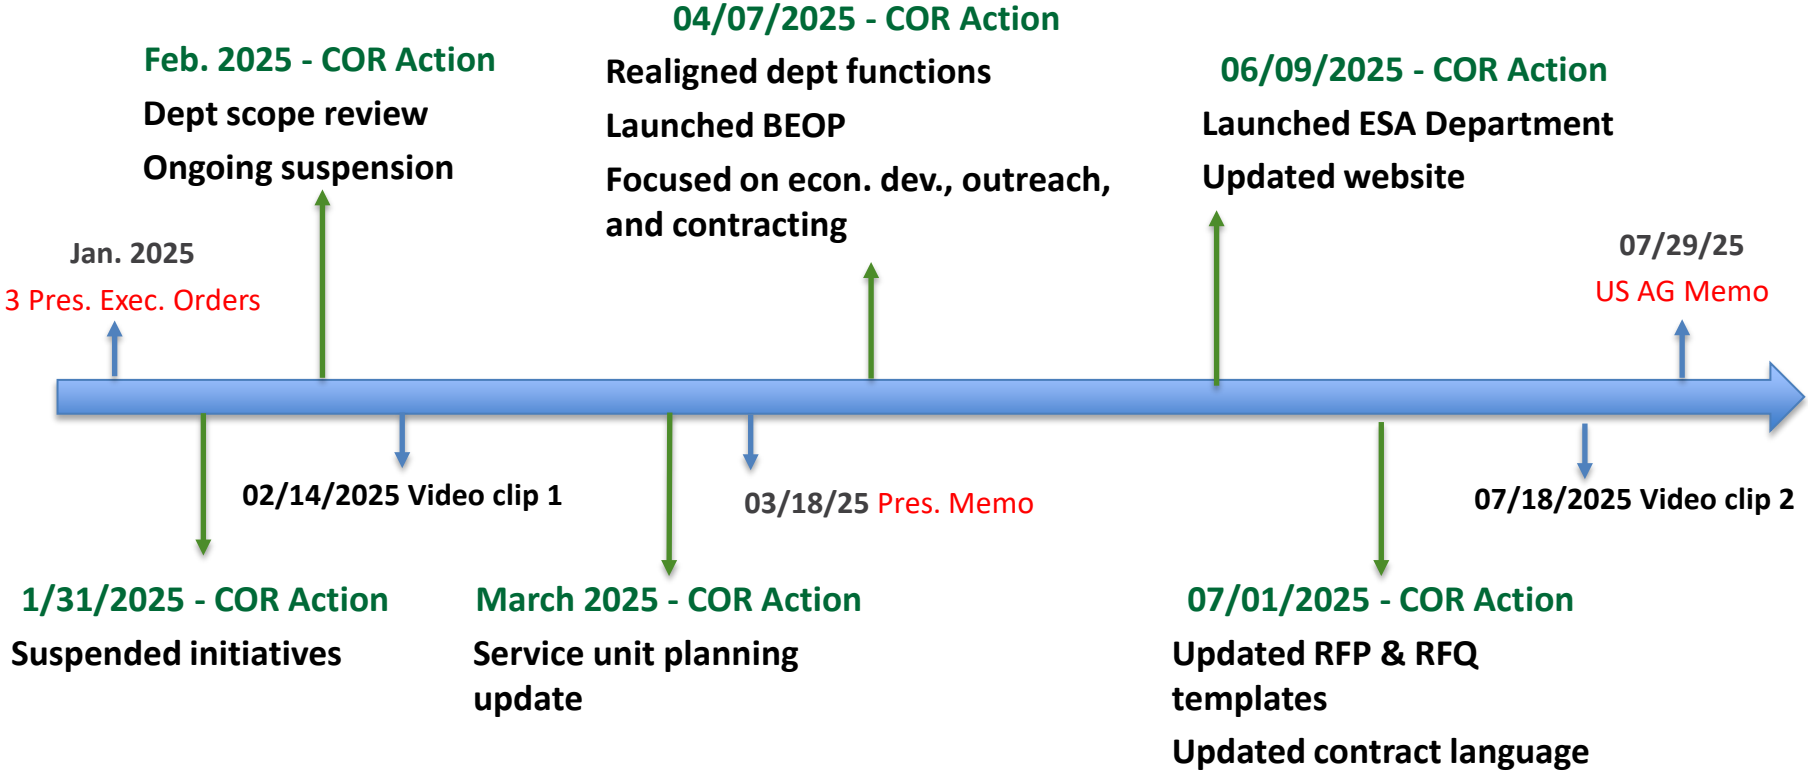 04/07/2025 - COR Action
Realigned dept functions
Launched BEOP
Focused on econ. dev., outreach,
and contracting
Feb. 2025 - COR Action
Dept scope review
Ongoing suspension
06/09/2025 - COR Action
Launched ESA Department
Updated website
Jan. 2025
3 Pres. Exec. Orders
07/29/25
US AG Memo
02/14/2025 Video clip 1
03/18/25 Pres. Memo
07/18/2025 Video clip 2
1/31/2025 - COR Action
Suspended initiatives
March 2025 - COR Action
Service unit planning
update
07/01/2025 - COR Action
Updated RFP & RFQ
templates
Updated contract language